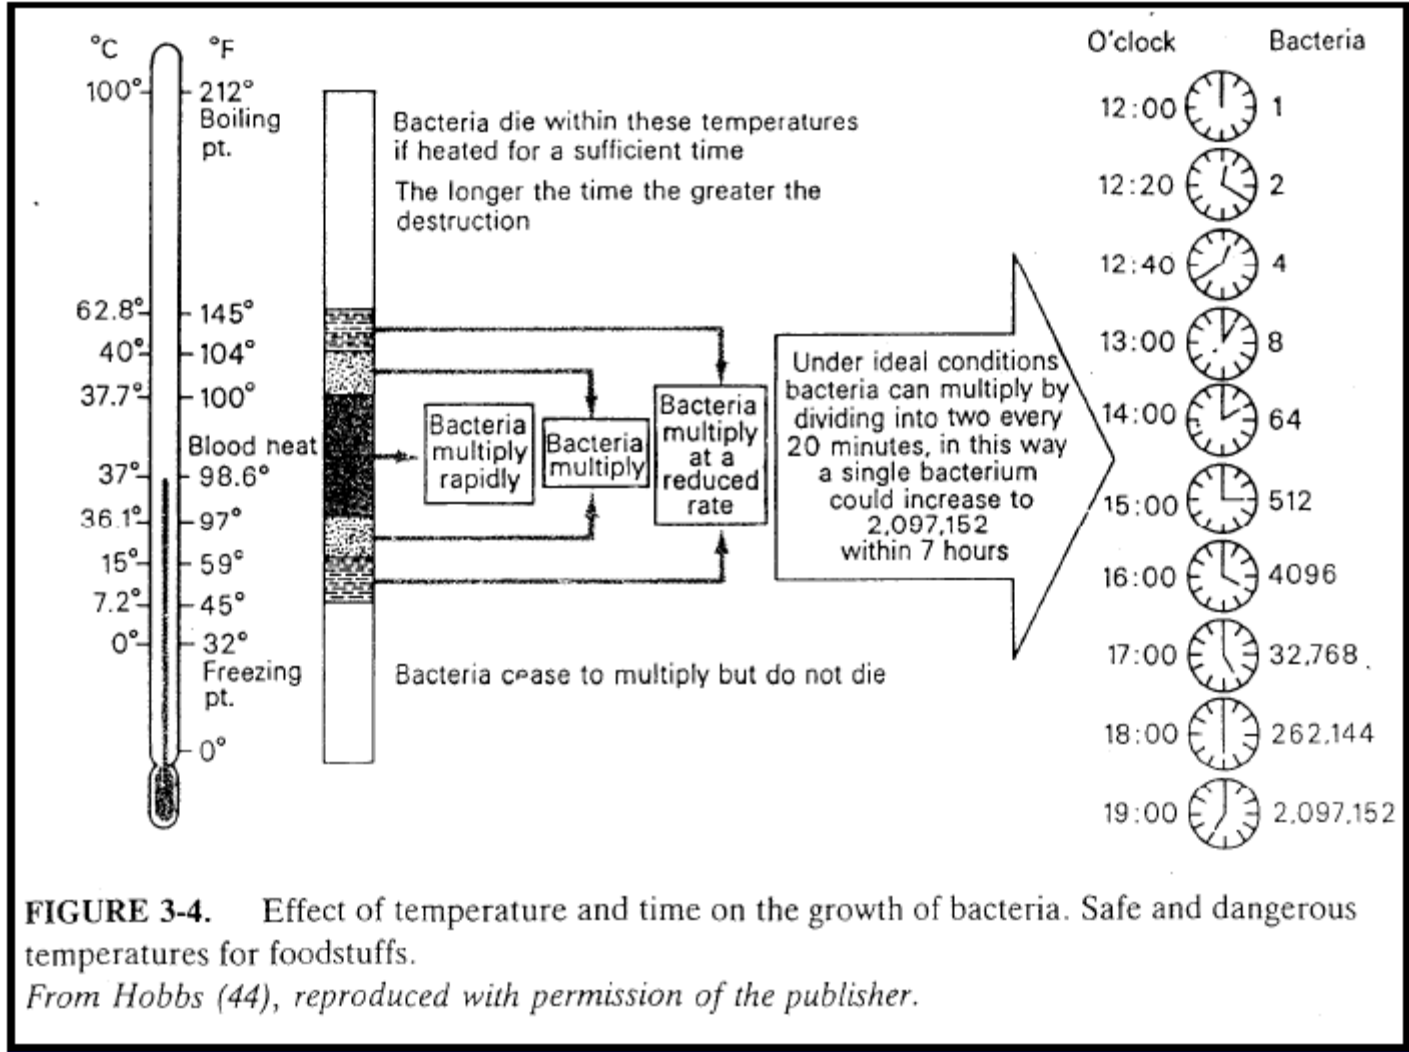 °C
°F
100°
212°
Boiling
pt.
62.8°
145°
40°
104°
37.7°
100°
Blood heat
37°
98.6°
36.1°
97°
15°
59°
7.2°
45°
0°
32°
Freezing
pt.
0°
Bacteria die within these temperatures
if heated for a sufficient time
The longer the time the greater the
destruction
Bacteria
multiply
rapidly
Bacteria
multiply
Bacteria
multiply
at a
reduced
rate
Bacteria cease to multiply but do not die
Under ideal conditions
bacteria can multiply by
dividing into two every
20 minutes, in this way
a single bacterium
could increase to
2,097,152
within 7 hours
O'clock Bacteria
12:00 1
12:20 2
12:40 4
13:00 8
14:00 64
15:00 512
16:00 4096
17:00 32,768
18:00 262,144
19:00 2,097,152
FIGURE 3-4. Effect of temperature and time on the growth of bacteria. Safe and dangerous
temperatures for foodstuffs.
From Hobbs (44), reproduced with permission of the publisher.